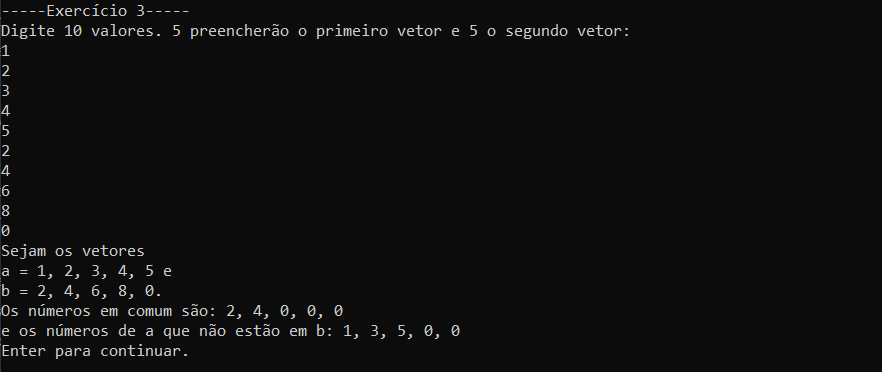 -----Exercício 3-----
Digite 10 valores. 5 preencherão o primeiro vetor e 5 o segundo vetor:
1
2
3
4
5
2
4
6
8
0
Sejam os vetores
a = 1, 2, 3, 4, 5 e
b = 2, 4, 6, 8, 0.
Os números em comum são: 2, 4, 0, 0, 0
e os números de a que não estão em b: 1, 3, 5, 0, 0
Enter para continuar.